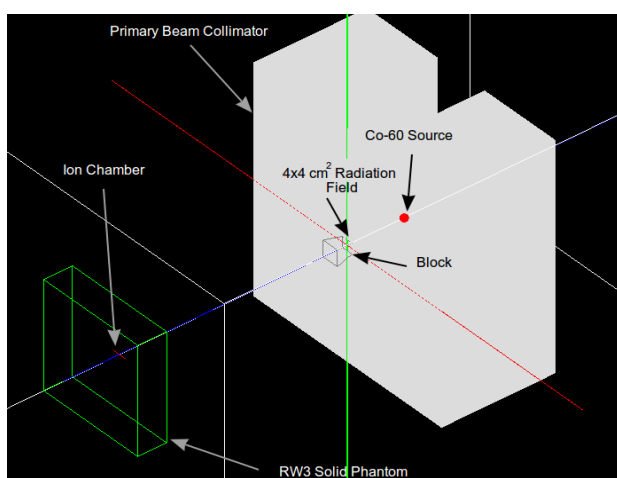 Primary Beam Collimator
Co-60 Source
Ion Chamber
4x4 cm² Radiation
Field
Block
RW3 Solid Phantom